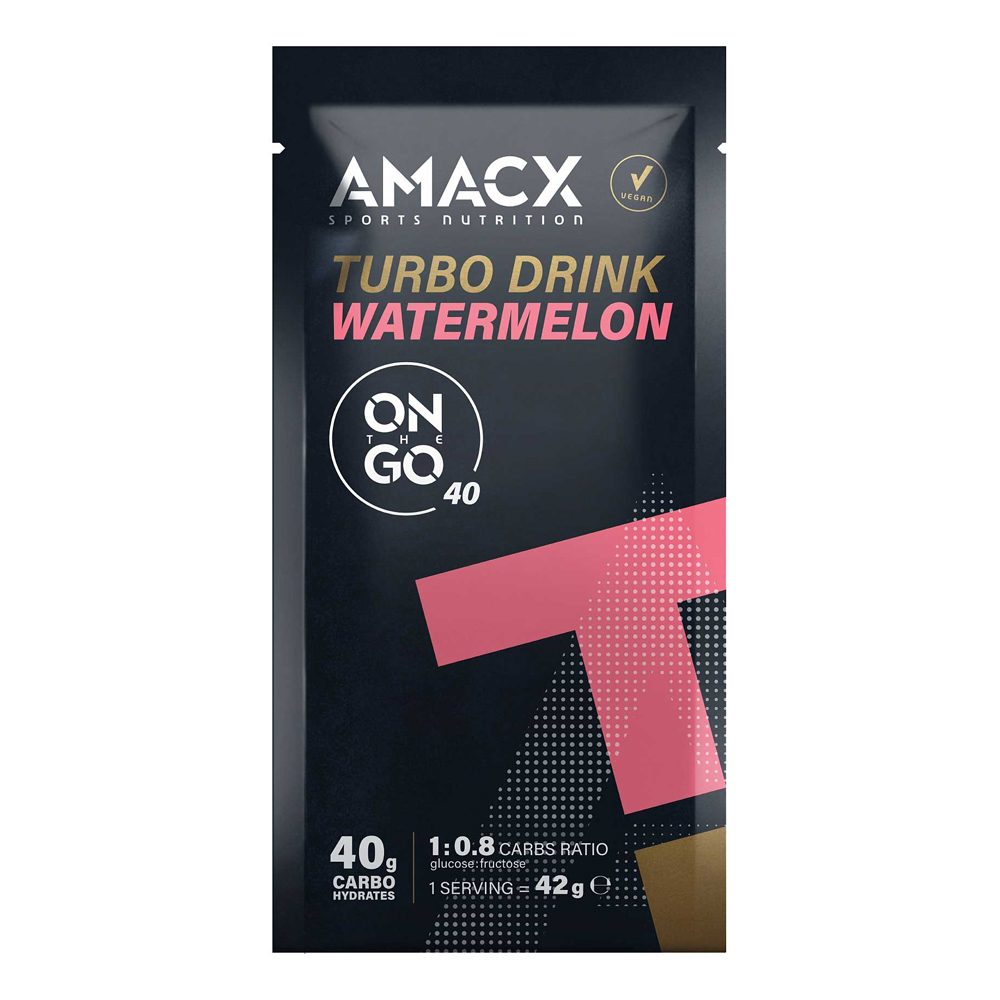 AMACX
SPORTS NUTRITION
VEGAN
TURBO DRINK
WATERMELON
ON
THE
GO
40
40g
CARBO
HYDRATES
1:0.8 CARBS RATIO
glucose:fructose
1 SERVING = 42g ℮